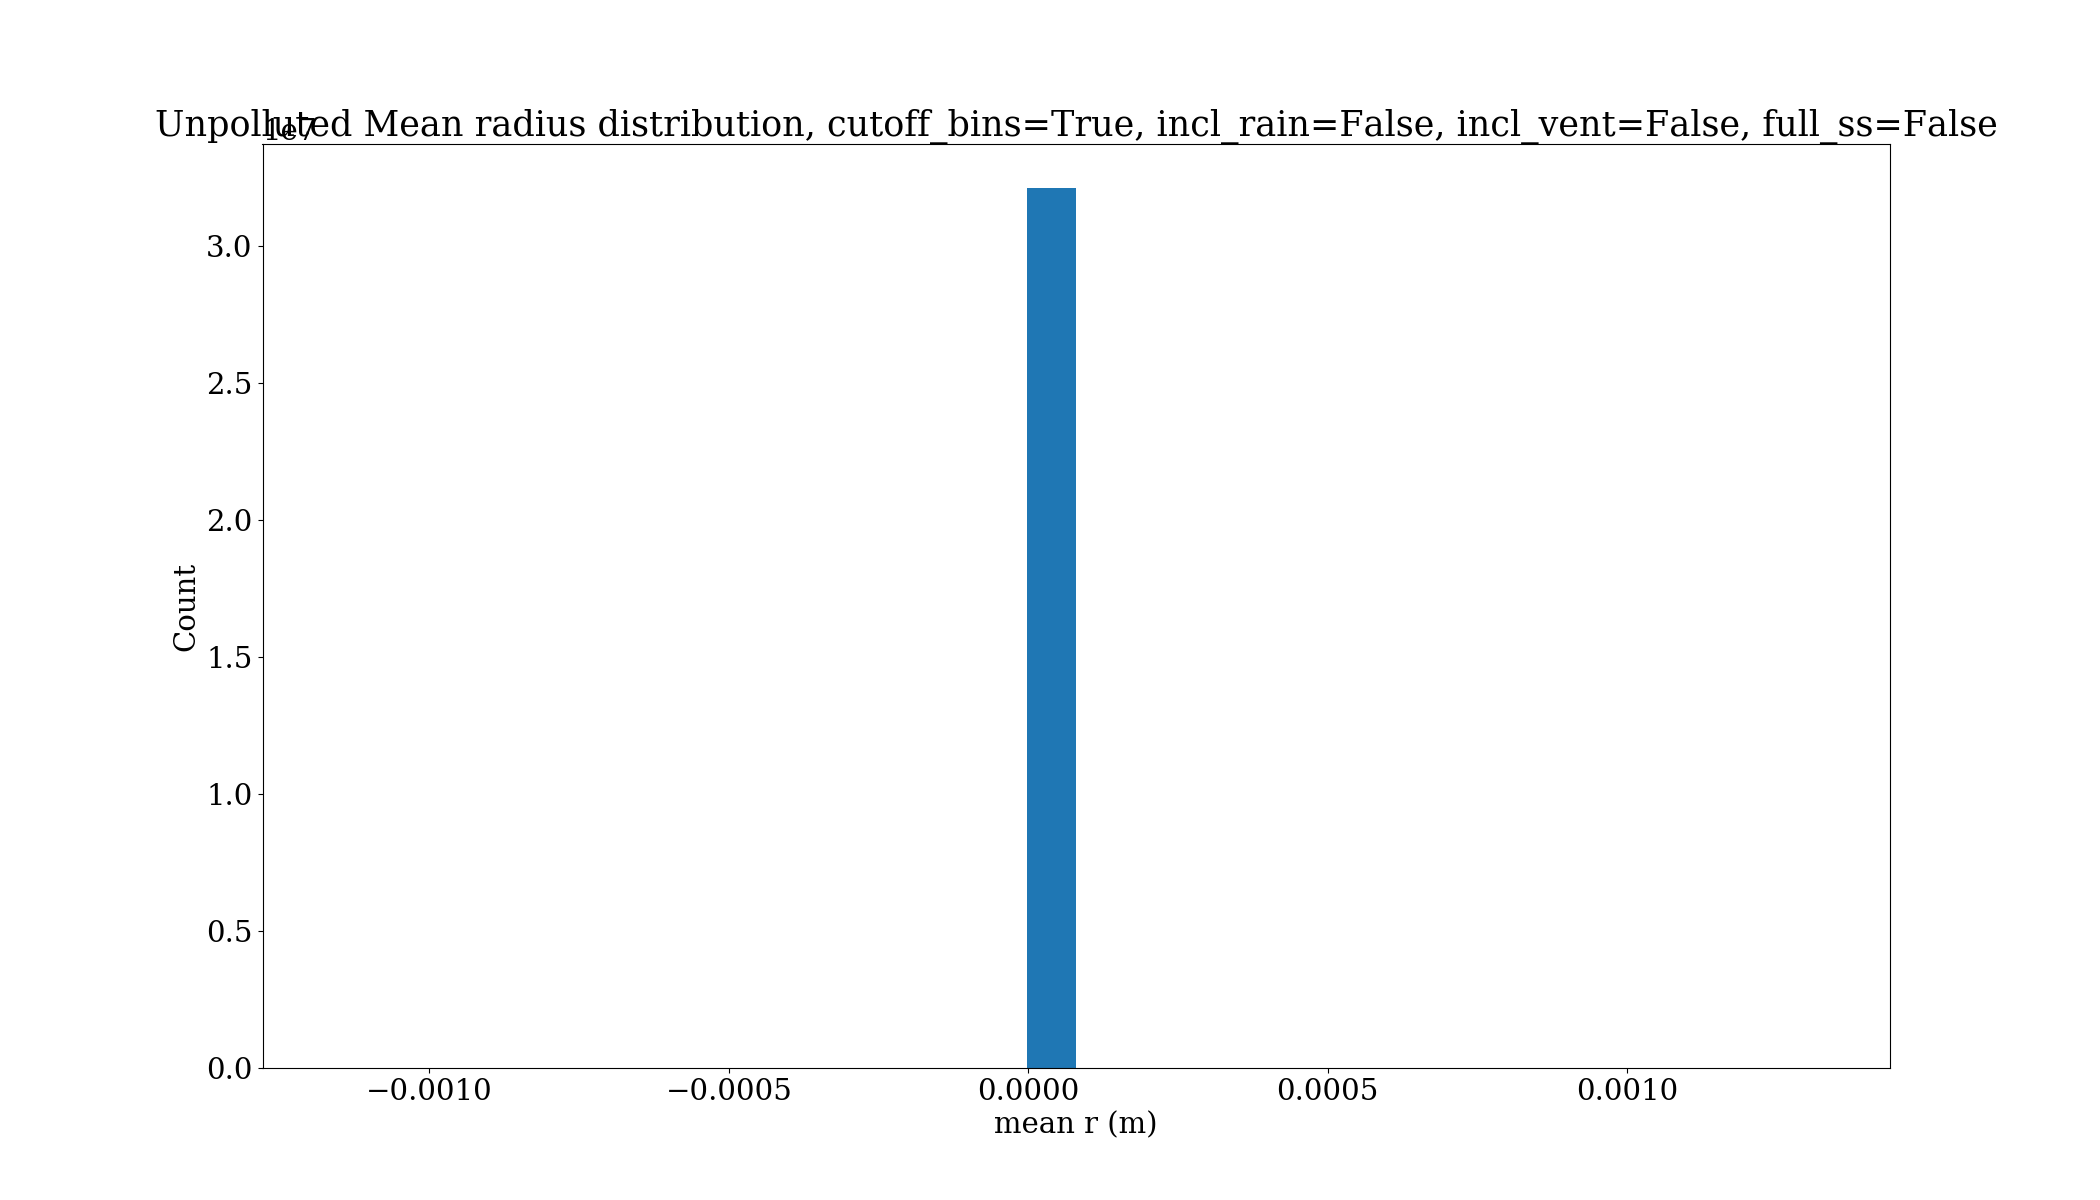 Unpolluted Mean radius distribution, cutoff_bins=True, incl_rain=False, incl_vent=False, full_ss=False
1e7
3.0
2.5
2.0
1.5
1.0
0.5
0.0
Count
−0.0010 −0.0005 0.0000 0.0005 0.0010
mean r (m)